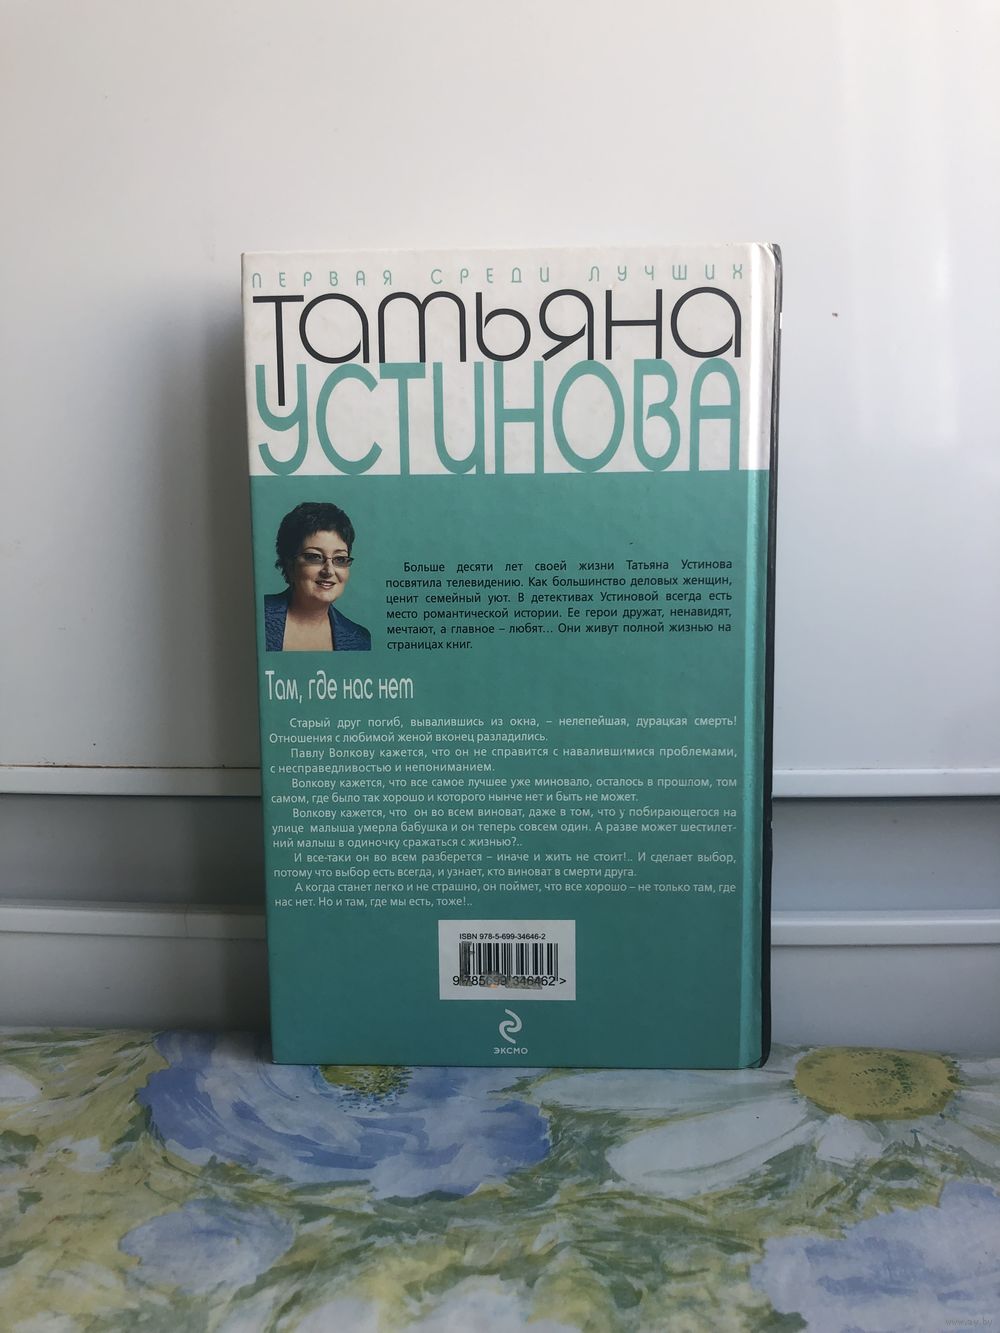 ПЕРВАЯ СРЕДИ ЛУЧШИХ
Татьяна
УСТИНОВА
Больше десяти лет своей жизни Татьяна Устинова
посвятила телевидению. Как большинство деловых женщин,
ценит семейный уют. В детективах Устиновой всегда есть
место романтической истории. Ее герои дружат, ненавидят,
мечтают, а главное – любят... Они живут полной жизнью на
страницах книг.
Там, где нас нет
Старый друг погиб, вывалившись из окна, – нелепейшая, дурацкая смерть!
Отношения с любимой женой вконец разладились.
Павлу Волкову кажется, что он не справится с навалившимися проблемами,
с несправедливостью и непониманием.
Волкову кажется, что все самое лучшее уже миновало, осталось в прошлом, том
самом, где было так хорошо и которого нынче нет и быть не может.
Волкову кажется, что он во всем виноват, даже в том, что у побирающегося на
улице малыша умерла бабушка и он теперь совсем один. А разве может шестилет-
ний малыш в одиночку сражаться с жизнью?..
И все-таки он во всем разберется – иначе и жить не стоит!.. И сделает выбор,
потому что выбор есть всегда, и узнает, кто виноват в смерти друга.
А когда станет легко и не страшно, он поймет, что все хорошо – не только там, где
нас нет. Но и там, где мы есть, тоже!..
ISBN 978-5-699-34646-2
9 785699 346462 >
ЭКСМО
www.ay.by